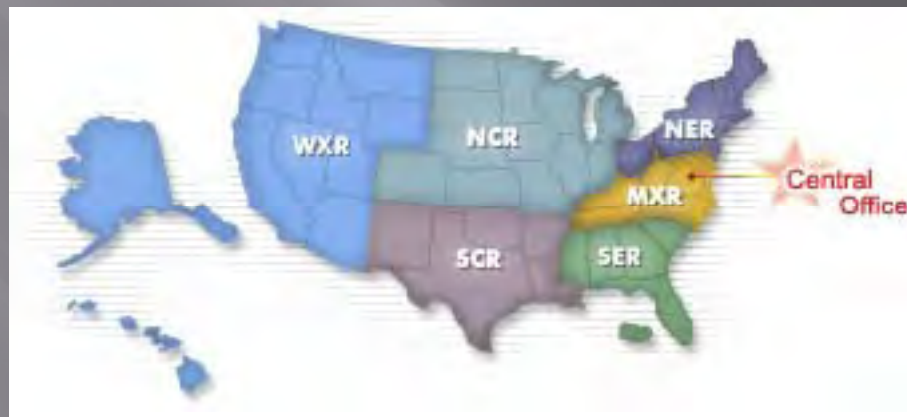 WXR
NCR
NER
MXR
Central
Office
SCR
SER